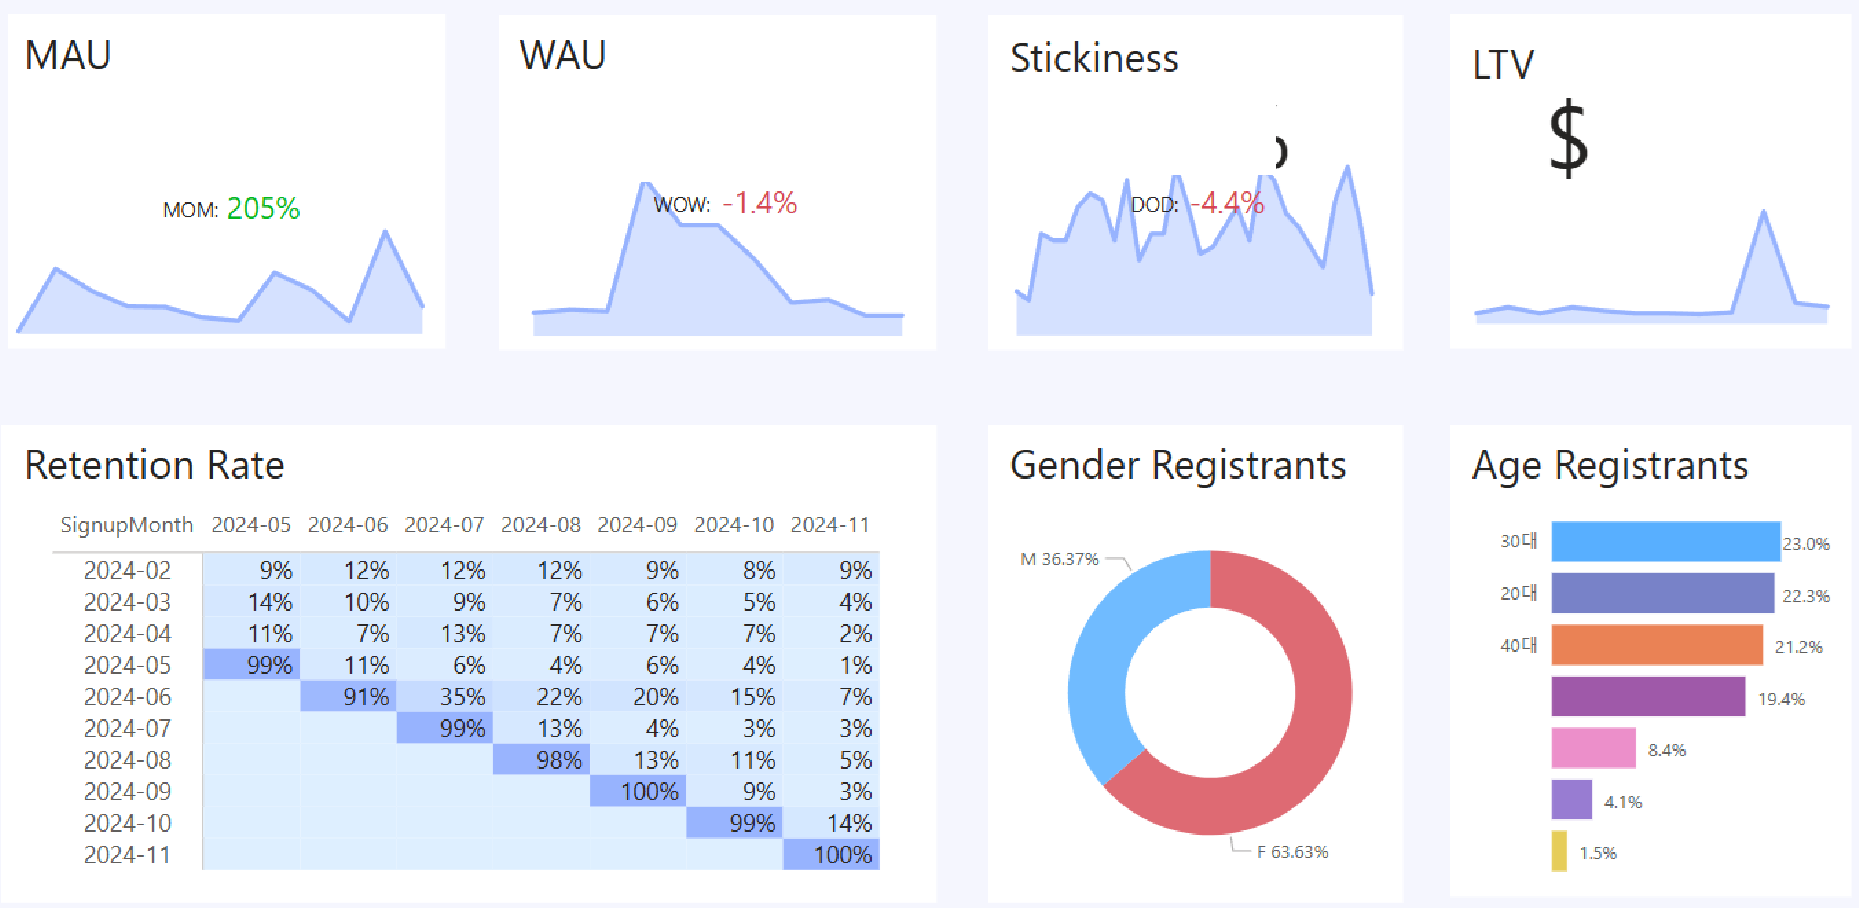 MAU
MOM: 205%
WAU
WOW: -1.4%
Stickiness
DOD: -4.4%
LTV
$
Retention Rate
SignupMonth 2024-05 2024-06 2024-07 2024-08 2024-09 2024-10 2024-11
2024-02 9% 12% 12% 12% 9% 8% 9%
2024-03 14% 10% 9% 7% 6% 5% 4%
2024-04 11% 7% 13% 7% 7% 7% 2%
2024-05 99% 11% 6% 4% 6% 4% 1%
2024-06 91% 35% 22% 20% 15% 7%
2024-07 99% 13% 4% 3% 3%
2024-08 98% 13% 11% 5%
2024-09 100% 9% 3%
2024-10 99% 14%
2024-11 100%
Gender Registrants
M 36.37%
F 63.63%
Age Registrants
30대 23.0%
20대 22.3%
40대 21.2%
19.4%
8.4%
4.1%
1.5%